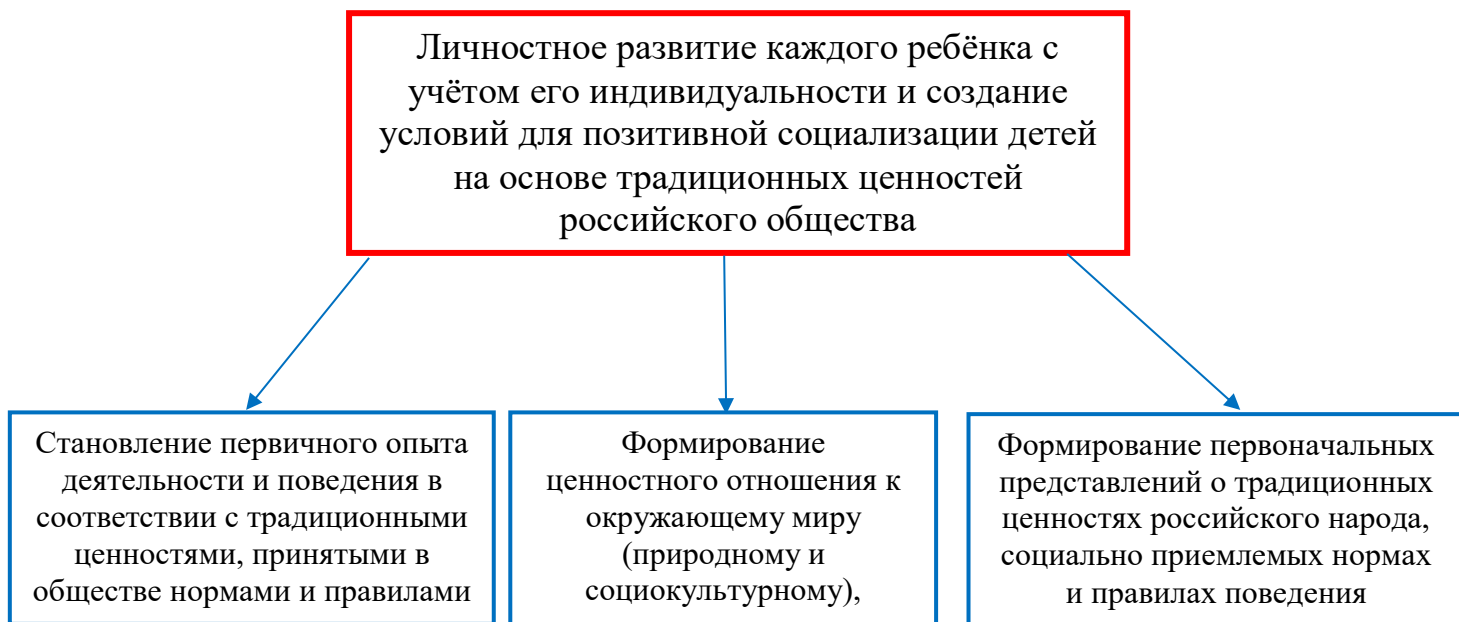 Личностное развитие каждого ребёнка с
учётом его индивидуальности и создание
условий для позитивной социализации детей
на основе традиционных ценностей
российского общества
Становление первичного опыта
деятельности и поведения в
соответствии с традиционными
ценностями, принятыми в
обществе нормами и правилами
Формирование
ценностного отношения к
окружающему миру
(природному и
социокультурному),
Формирование первоначальных
представлений о традиционных
ценностях российского народа,
социально приемлемых нормах
и правилах поведения